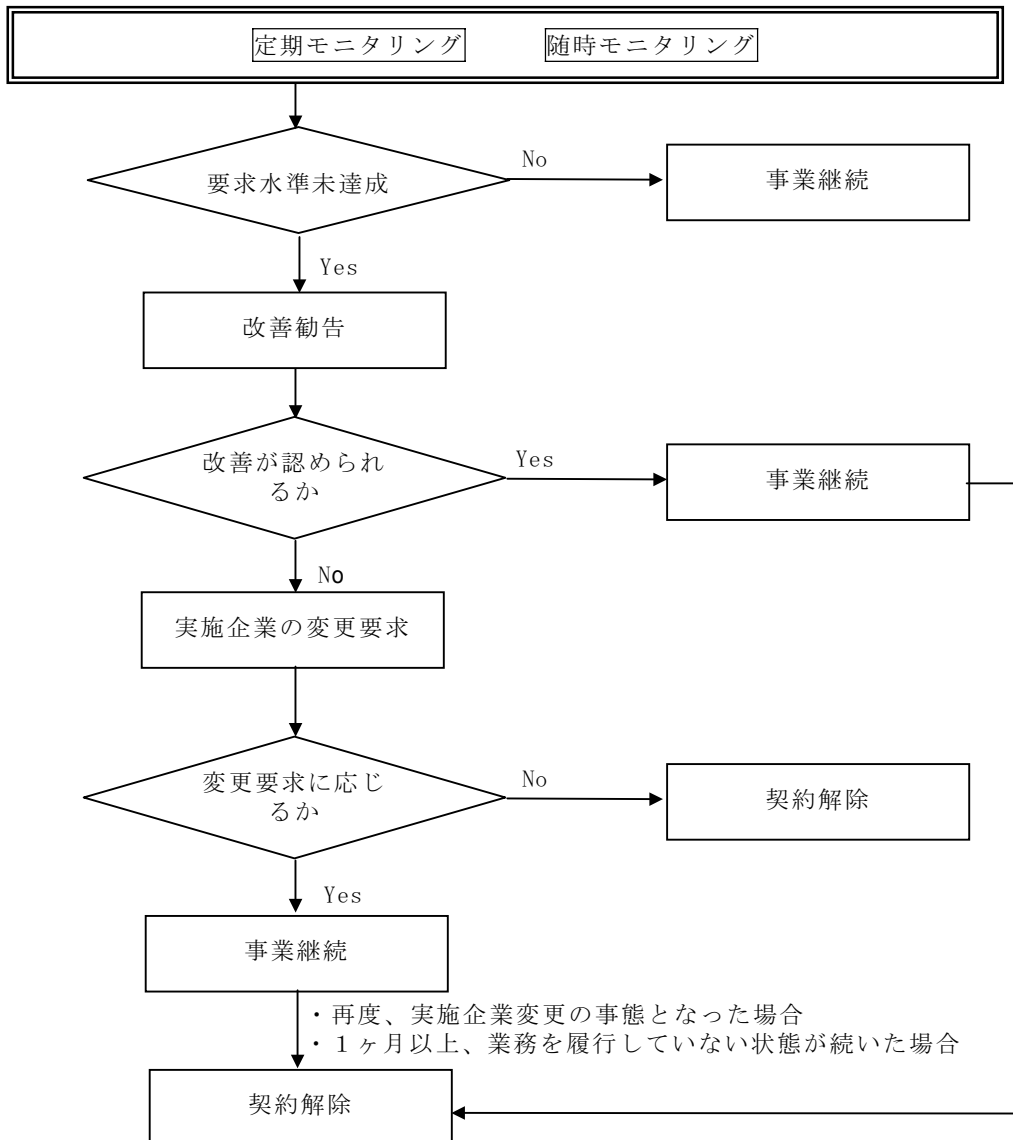 定期モニタリング 随時モニタリング
要求水準未達成
No
事業継続
Yes
改善勧告
改善が認められ
るか
Yes
事業継続
No
実施企業の変更要求
変更要求に応じ
るか
No
契約解除
Yes
事業継続
・再度、実施企業変更の事態となった場合
・１ヶ月以上、業務を履行していない状態が続いた場合
契約解除